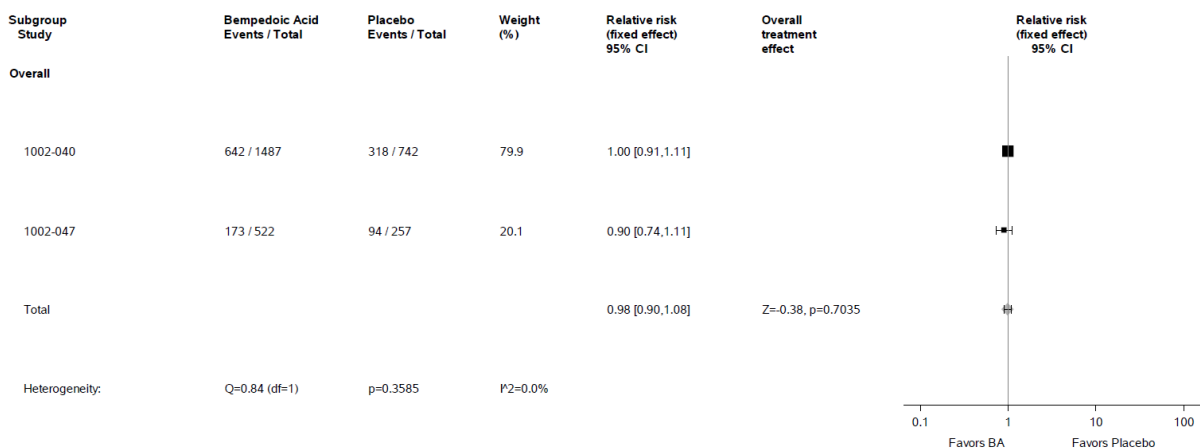 Subgroup Bempedoic Acid Placebo Weight Relative risk Overall Relative risk
Study Events / Total Events / Total (%) (fixed effect) treatment (fixed effect)
95% CI effect 95% CI
Overall
1002-040 642 / 1487 318 / 742 79.9 1.00 [0.91,1.11]
1002-047 173 / 522 94 / 257 20.1 0.90 [0.74,1.11]
Total 0.98 [0.90,1.08] Z=-0.38, p=0.7035
Heterogeneity: Q=0.84 (df=1) p=0.3585 I^2=0.0%
0.1 1 10 100
Favors BA Favors Placebo